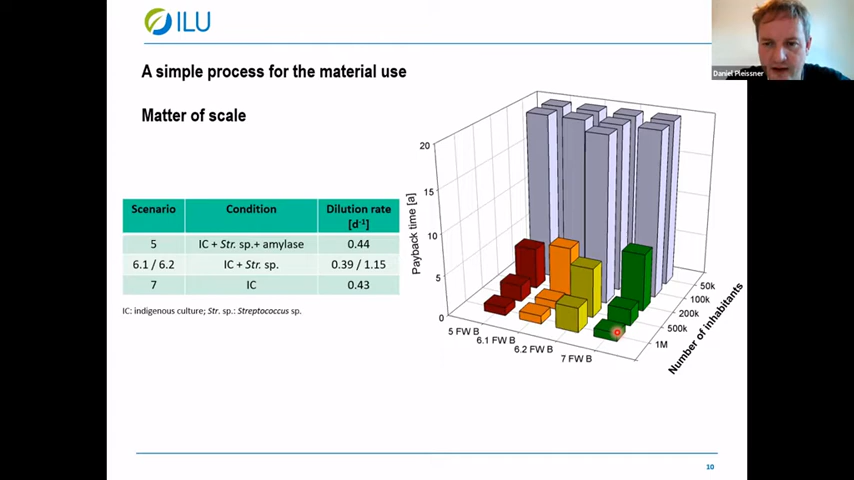 ILU
Daniel Pleissner
A simple process for the material use
Matter of scale
Scenario Condition Dilution rate [d-1]
5 IC + Str. sp.+ amylase 0.44
6.1 / 6.2 IC + Str. sp. 0.39 / 1.15
7 IC 0.43
IC: indigenous culture; Str. sp.: Streptococcus sp.
Payback time [a]
20
15
10
5
0
5 FW B
6.1 FW B
6.2 FW B
7 FW B
50k
100k
200k
500k
1M
Number of inhabitants
10